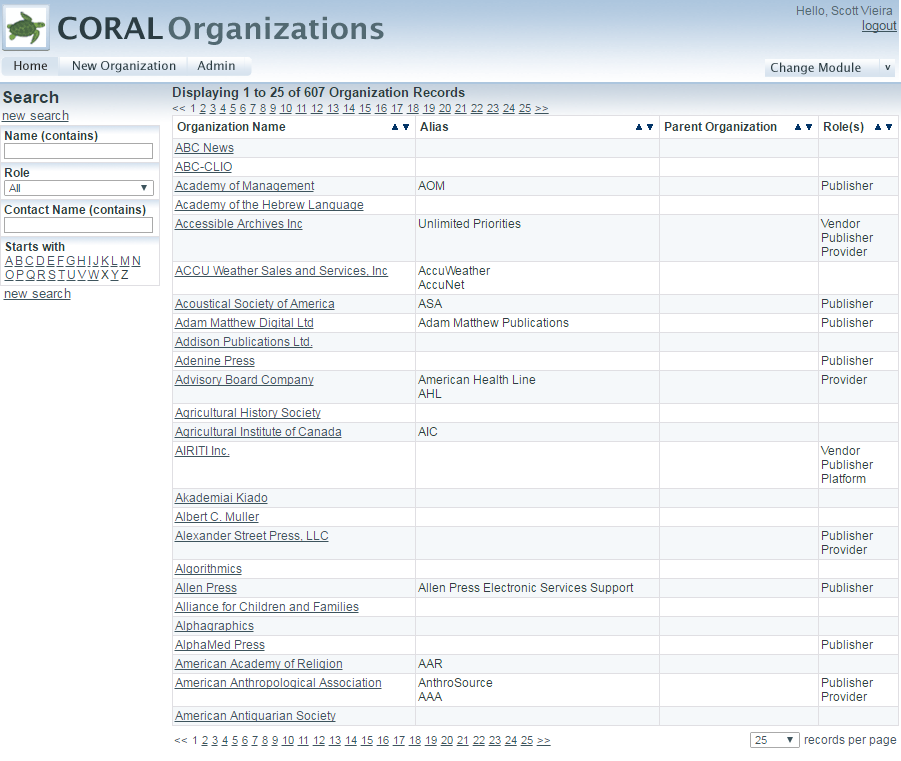 CORAL Organizations
Hello, Scott Vieira
logout
Home New Organization Admin
Change Module v
Search
new search
Name (contains)
Role
All
Contact Name (contains)
Starts with
A B C D E F G H I J K L M N
O P Q R S T U V W X Y Z
new search
Displaying 1 to 25 of 607 Organization Records
<< 1 2 3 4 5 6 7 8 9 10 11 12 13 14 15 16 17 18 19 20 21 22 23 24 25 >>
Organization Name ▲▼ Alias ▲▼ Parent Organization ▲▼ Role(s) ▲▼
ABC News
ABC-CLIO
Academy of Management AOM Publisher
Academy of the Hebrew Language
Accessible Archives Inc Unlimited Priorities Vendor
Publisher
Provider
ACCU Weather Sales and Services, Inc AccuWeather
AccuNet
Acoustical Society of America ASA Publisher
Adam Matthew Digital Ltd Adam Matthew Publications Publisher
Addison Publications Ltd.
Adenine Press Publisher
Advisory Board Company American Health Line Provider
AHL
Agricultural History Society
Agricultural Institute of Canada AIC
AIRITI Inc. Vendor
Publisher
Platform
Akademiai Kiado
Albert C. Muller
Alexander Street Press, LLC Publisher
Provider
Algorithmics
Allen Press Allen Press Electronic Services Support Publisher
Alliance for Children and Families
Alphagraphics
AlphaMed Press Publisher
American Academy of Religion AAR
American Anthropological Association AnthroSource Publisher
AAA Provider
American Antiquarian Society
<< 1 2 3 4 5 6 7 8 9 10 11 12 13 14 15 16 17 18 19 20 21 22 23 24 25 >>
25 records per page